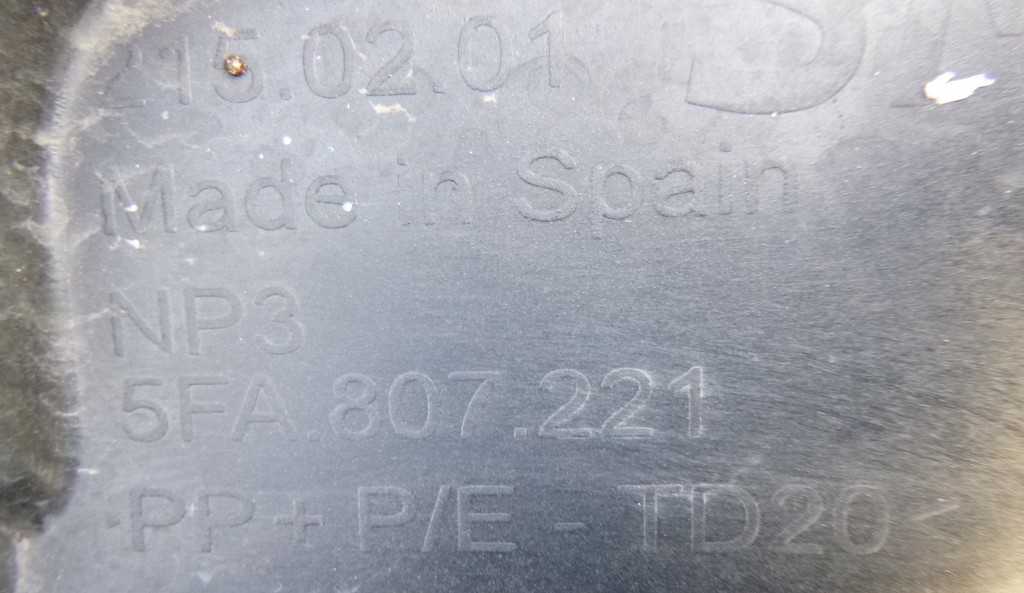 215.02.01
Made in Spain
NP3
5FA.807.221
PP + P/E - TD20 <